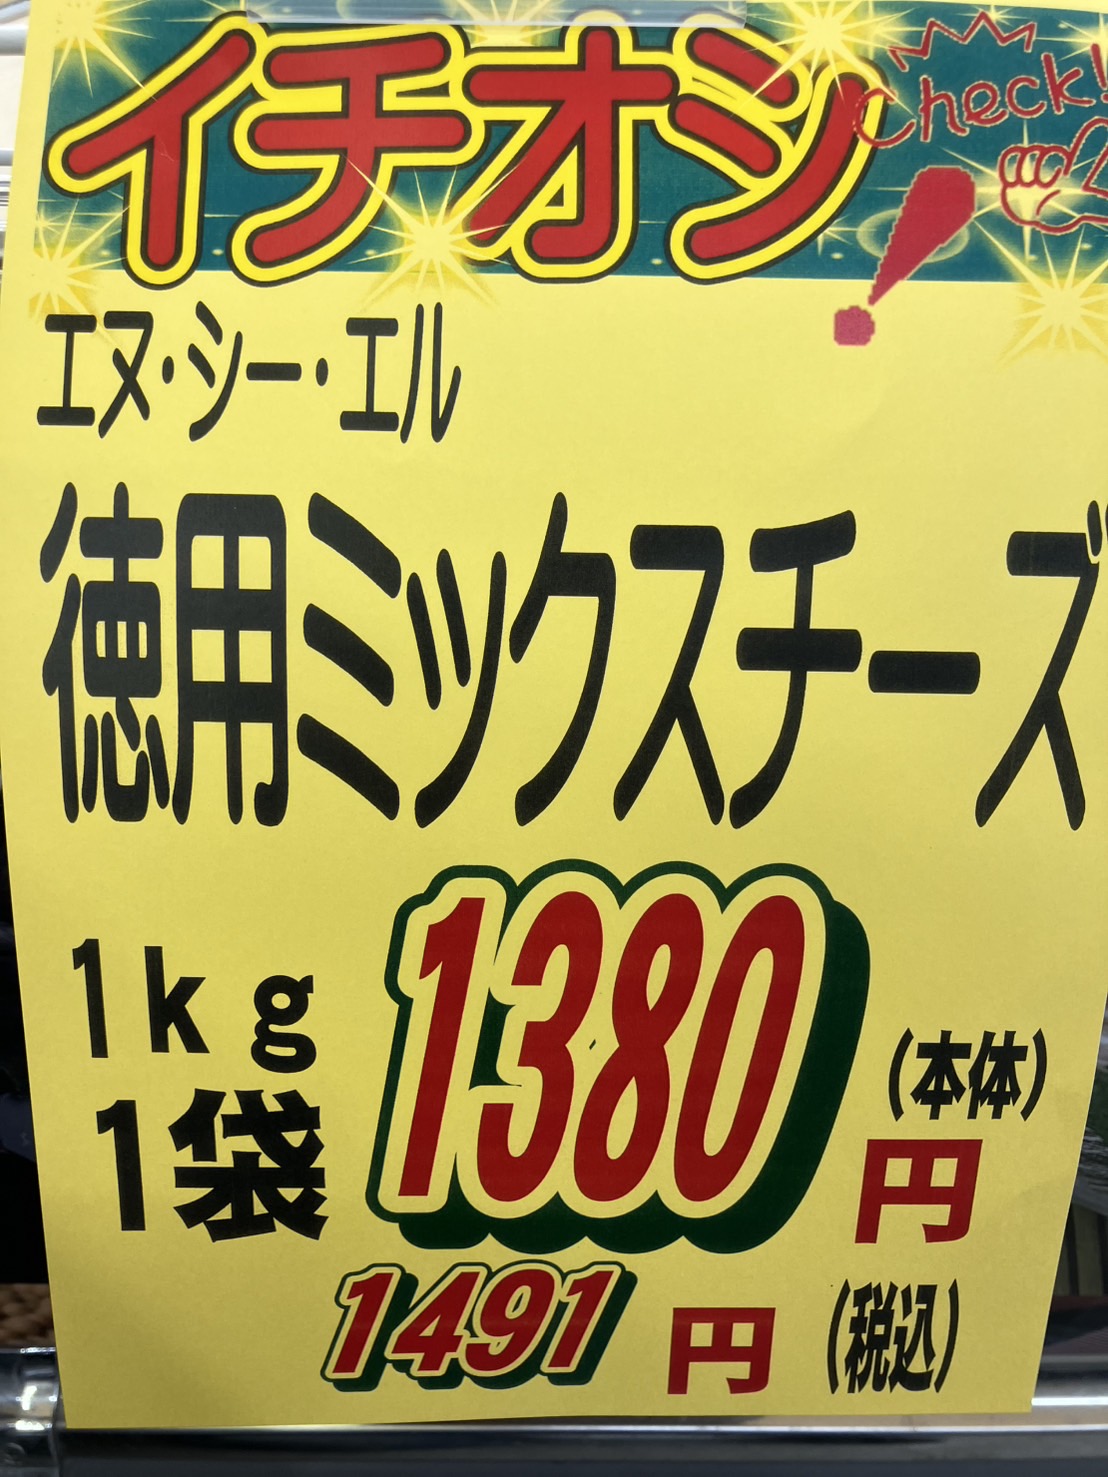 イチオシ
Check!
エヌ・シー・エル
徳用ミックスチーズ
1kg
1袋
1380
(本体)
円
1491円(税込)